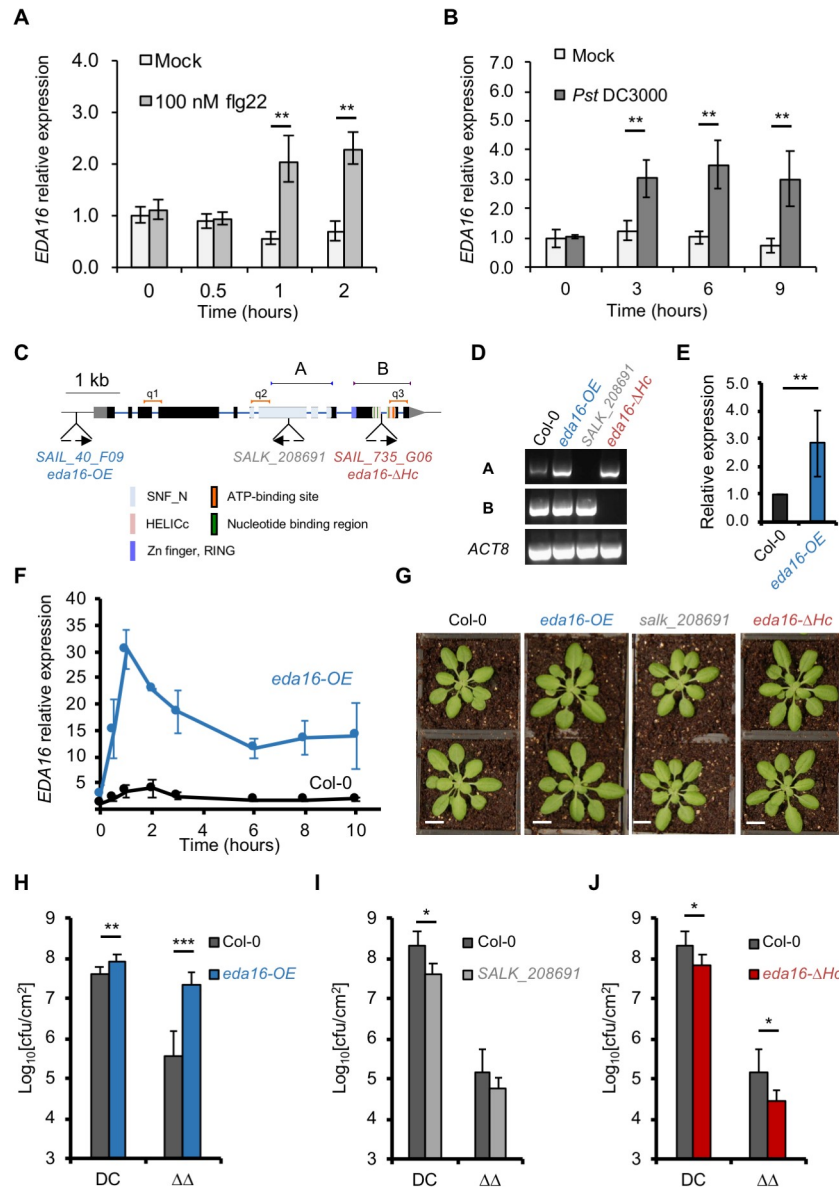 A
EDA16 relative expression
4.0
3.0
2.0
1.0
0.0
Mock
100 nM flg22
**
**
0
0.5
1
2
Time (hours)
B
EDA16 relative expression
7.0
6.0
5.0
4.0
3.0
2.0
1.0
0.0
Mock
Pst DC3000
**
**
**
0
3
6
9
Time (hours)
C
1 kb
q1
q2
A
B
q3
SAIL_40_F09
eda16-OE
SALK_208691
SAIL_735_G06
eda16-ΔHc
SNF_N
HELICc
Zn finger, RING
ATP-binding site
Nucleotide binding region
D
Col-0
eda16-OE
SALK_208691
eda16-ΔHc
A
B
ACT8
E
Relative expression
5.0
4.0
3.0
2.0
1.0
0.0
**
Col-0
eda16-OE
F
EDA16 relative expression
40
35
30
25
20
15
10
5
eda16-OE
Col-0
0
2
4
6
8
10
Time (hours)
G
Col-0
eda16-OE
salk_208691
eda16-ΔHc
H
Log10[cfu/cm2]
9
8
7
6
5
4
3
**
***
Col-0
eda16-OE
DC
ΔΔ
I
Log10[cfu/cm2]
9
8
7
6
5
4
3
*
Col-0
SALK_208691
DC
ΔΔ
J
Log10[cfu/cm2]
9
8
7
6
5
4
3
*
*
Col-0
eda16-ΔHc
DC
ΔΔ